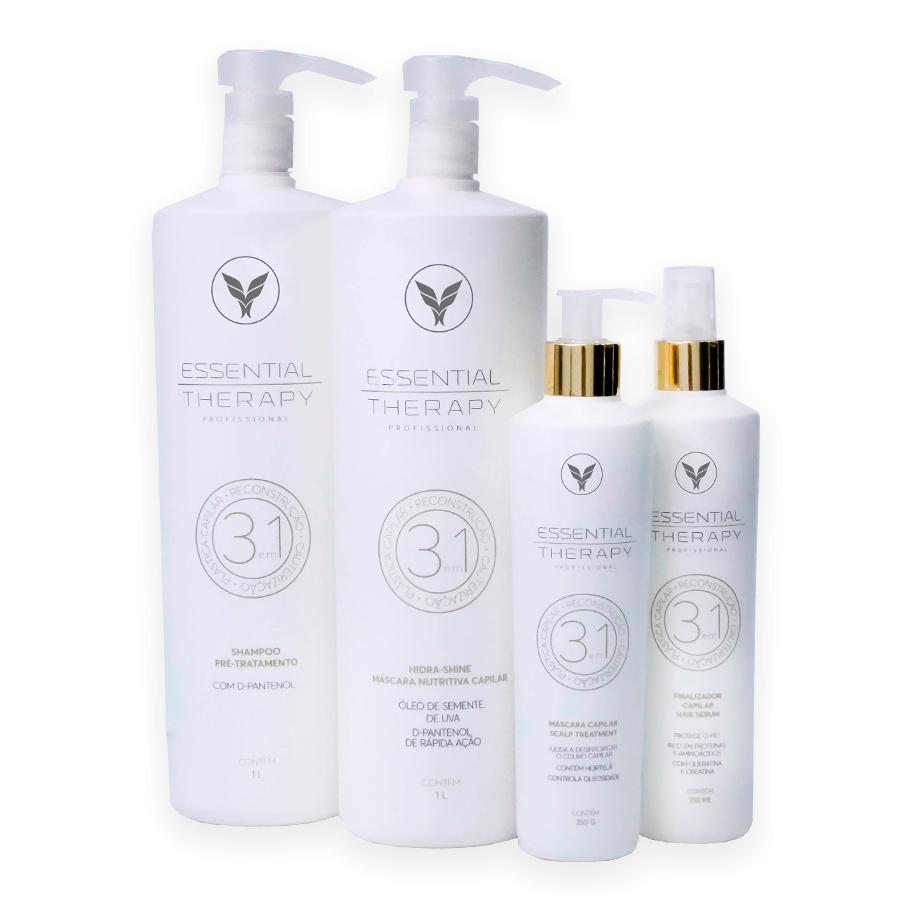 ESSENTIAL
THERAPY
PROFISSIONAL
PLÁSTICA CAPILAR • RECONSTRUÇÃO • CAUTERIZAÇÃO •
3 em 1
SHAMPOO
PRÉ-TRATAMENTO
COM D-PANTENOL
CONTÉM
1 L
ESSENTIAL
THERAPY
PROFISSIONAL
PLÁSTICA CAPILAR • RECONSTRUÇÃO • CAUTERIZAÇÃO •
3 em 1
HIDRA-SHINE
MÁSCARA NUTRITIVA CAPILAR
ÓLEO DE SEMENTE
DE UVA
D-PANTENOL
DE RÁPIDA AÇÃO
CONTÉM
1 L
ESSENTIAL
THERAPY
PROFISSIONAL
PLÁSTICA CAPILAR • RECONSTRUÇÃO • CAUTERIZAÇÃO •
3 em 1
MÁSCARA CAPILAR
SCALP TREATMENT
AJUDA A DESINTOXICAR
O COURO CAPILAR
CONTÉM HORTELÃ
CONTROLA OLEOSIDADE
CONTÉM
250 G
ESSENTIAL
THERAPY
PROFISSIONAL
PLÁSTICA CAPILAR • RECONSTRUÇÃO • CAUTERIZAÇÃO •
3 em 1
FINALIZADOR
CAPILAR
HAIR SERUM
PROTEGE O FIO
RICO EM PROTEÍNAS
E AMINOÁCIDOS
COM QUERATINA
E CREATINA
CONTÉM
250 ML